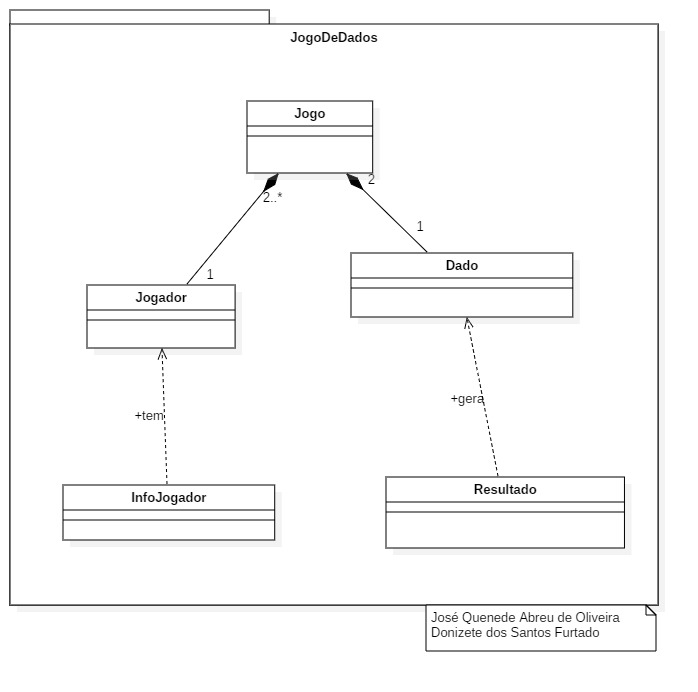 JogoDeDados
Jogo
2
2..*
1
1
Dado
Jogador
+gera
+tem
Resultado
InfoJogador
José Quenede Abreu de Oliveira
Donizete dos Santos Furtado